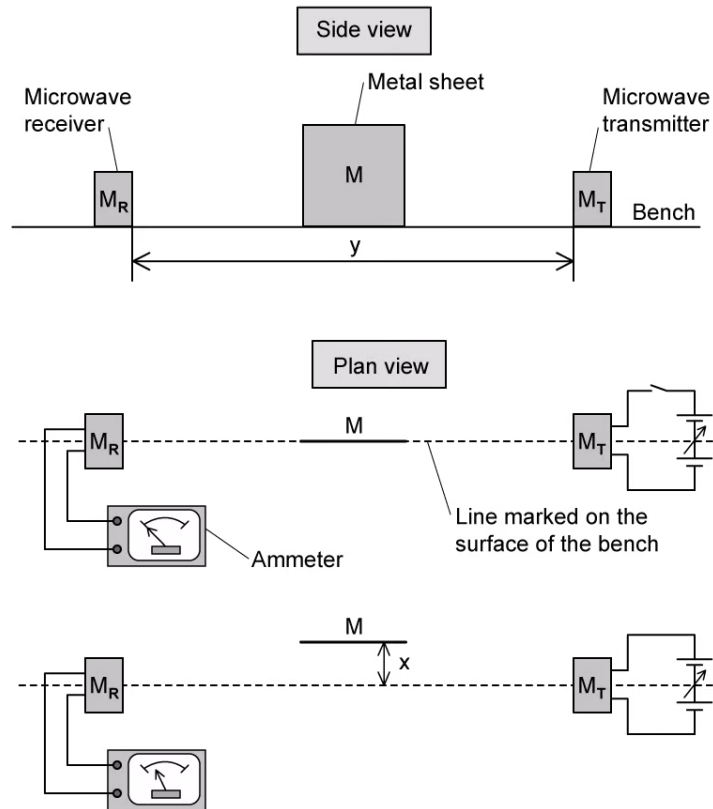 Side view
Metal sheet
Microwave
receiver
Microwave
transmitter
M
MR
MT
Bench
y
Plan view
M
MR
MT
Line marked on the
surface of the bench
Ammeter
M
x
MR
MT